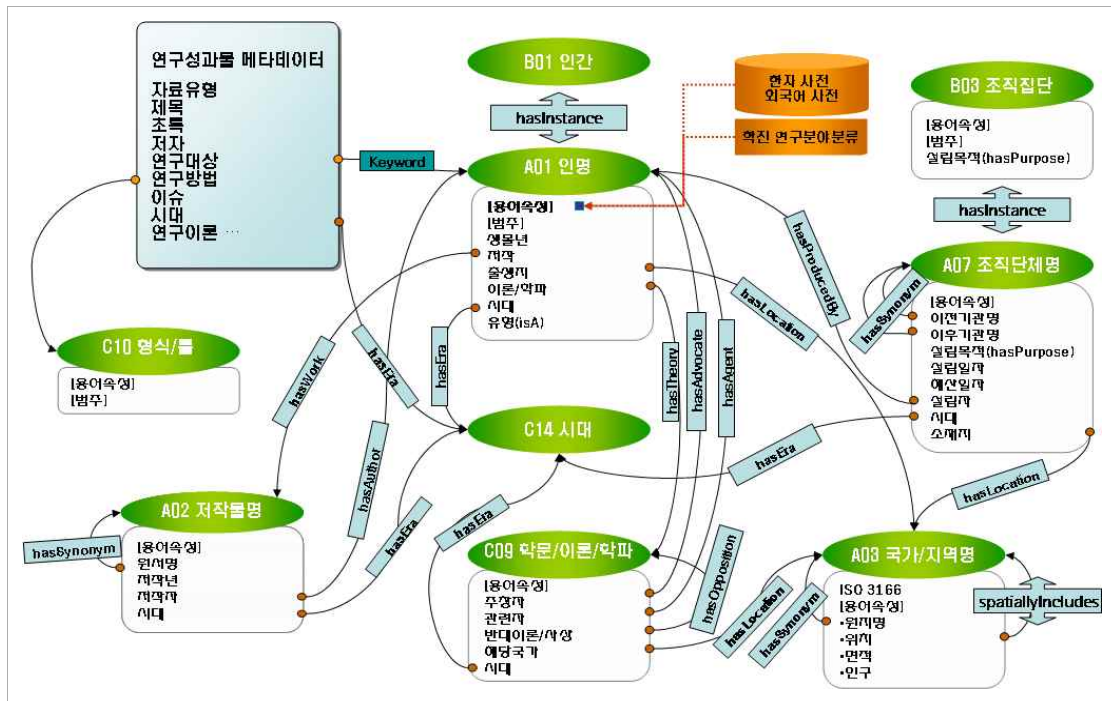 연구성과물 메타데이터
자료유형
제목
초록
저자
연구대상
연구방법
이슈
시대
연구이론 …
B01 인간
hasInstance
한자 사전
외국어 사전
학진 연구분야분류
B03 조직집단
[용어속성]
[범주]
설립목적(hasPurpose)
hasInstance
Keyword
A01 인명
[용어속성]
[범주]
생몰년
저작
출생지
이론/학파
시대
유형(isA)
A07 조직단체명
[용어속성]
이전기관명
이후기관명
설립목적(hasPurpose)
설립일자
해산일자
설립자
시대
소재지
hasSynonym
hasProducedBy
hasLocation
C10 형식/틀
[용어속성]
[범주]
hasWork
hasEra
hasEra
hasTheory
hasAdvocate
hasAgent
C14 시대
hasEra
hasLocation
hasAuthor
hasEra
hasEra
A02 저작물명
hasSynonym
[용어속성]
원저명
저작년
저작자
시대
C09 학문/이론/학파
[용어속성]
주창자
관련자
반대이론/사상
해당국가
시대
hasOpposition
hasLocation
hasSynonym
A03 국가/지역명
ISO 3166
[용어속성]
•원지명
•위치
•면적
•인구
spatiallyIncludes